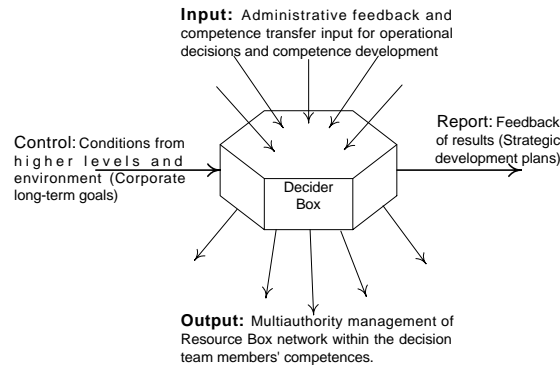 Input: Administrative feedback and
competence transfer input for operational
decisions and competence development
Control: Conditions from
higher levels and
environment (Corporate
long-term goals)
Decider
Box
Report: Feedback
of results (Strategic
development plans)
Output: Multiauthority management of
Resource Box network within the decision
team members' competences.